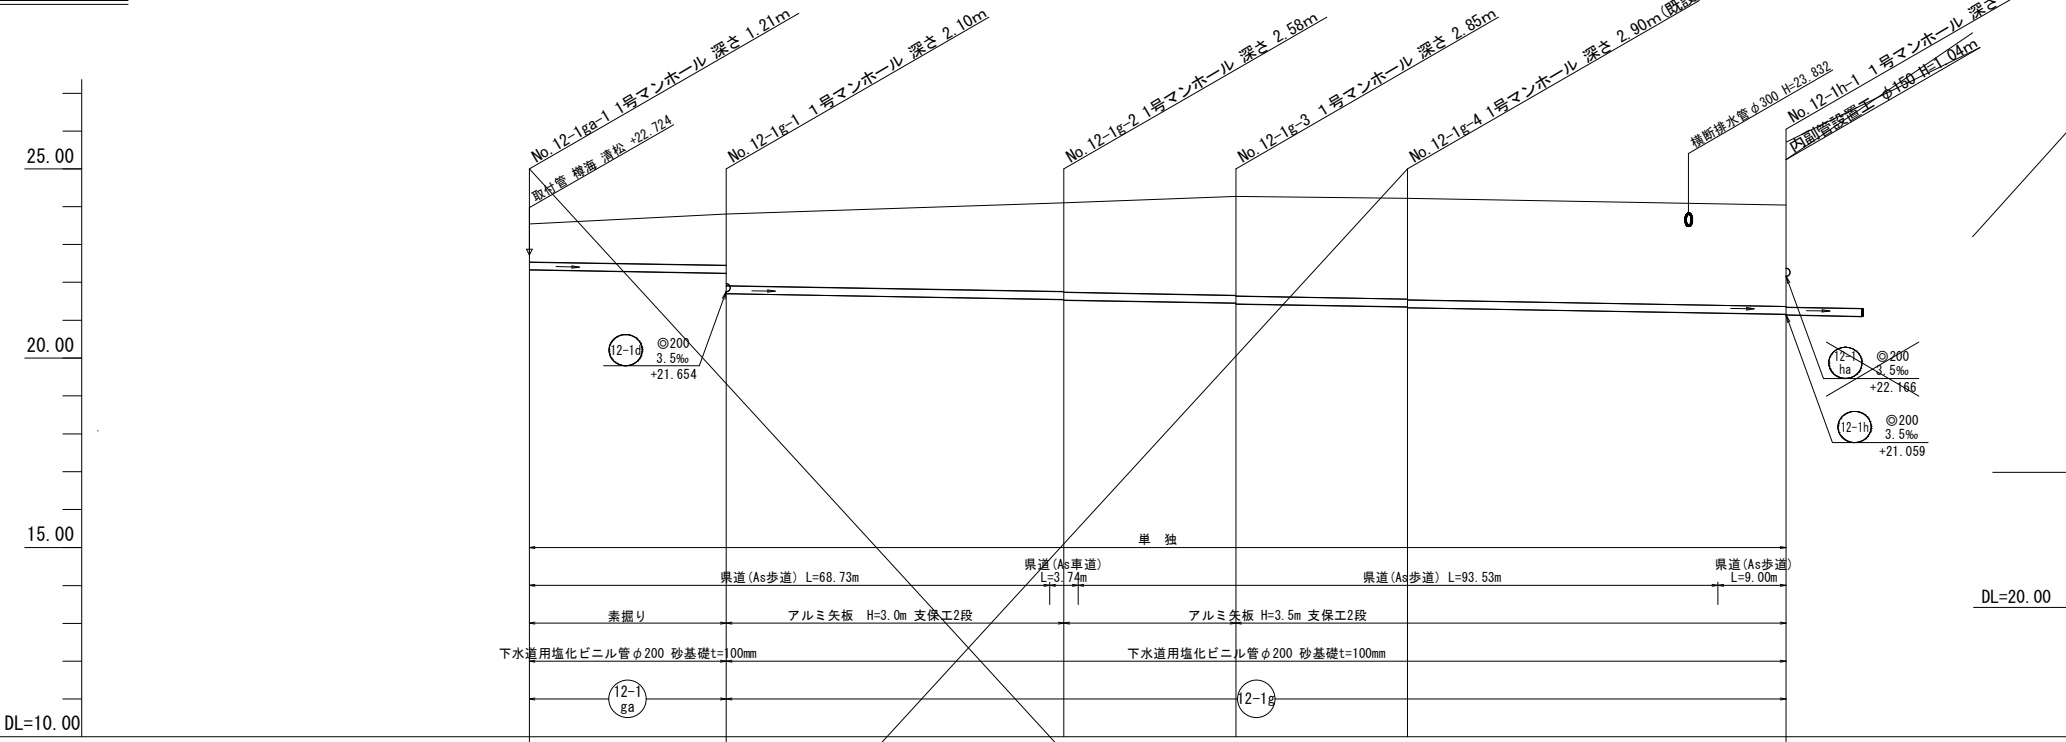 No.12-1ga-1 1号マンホール 深さ 1.21m
取付管 樽海 清松 +22.724
No.12-1g-1 1号マンホール 深さ 2.10m
No.12-1g-2 1号マンホール 深さ 2.58m
No.12-1g-3 1号マンホール 深さ 2.85m
No.12-1g-4 1号マンホール 深さ 2.90m(既設
横断排水管φ300 H=23.832
No.12-1h-1 1号マンホール 深さ
内副管設置工 φ150 H=1.04m
25.00
20.00
15.00
DL=10.00
12-1d
◎200
3.5‰
+21.654
12-1
ha
◎200
3.5‰
+22.166
12-1h
◎200
3.5‰
+21.059
単 独
県道(As歩道) L=68.73m
県道(As車道)
L=3.74m
県道(As歩道) L=93.53m
県道(As歩道)
L=9.00m
素掘り
アルミ矢板 H=3.0m 支保工2段
アルミ矢板 H=3.5m 支保工2段
下水道用塩化ビニル管φ200 砂基礎t=100mm
下水道用塩化ビニル管φ200 砂基礎t=100mm
12-1
ga
12-1g
DL=20.00